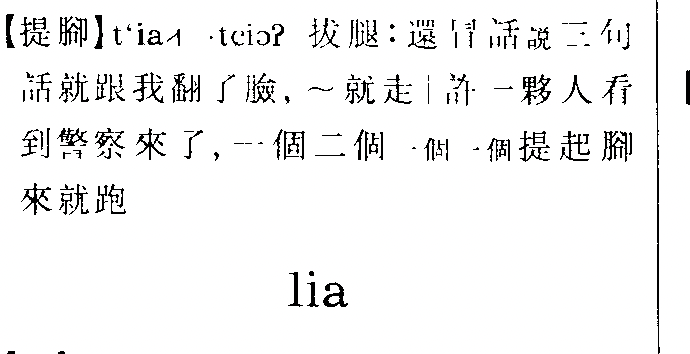 【提腳】t‘ia˧˩ ·tɕiɔʔ 拔腿：還冇話說三句
話就跟我翻了臉，～就走｜許一夥人看
到警察來了，一個二個一個一個提起腳
來就跑
lia